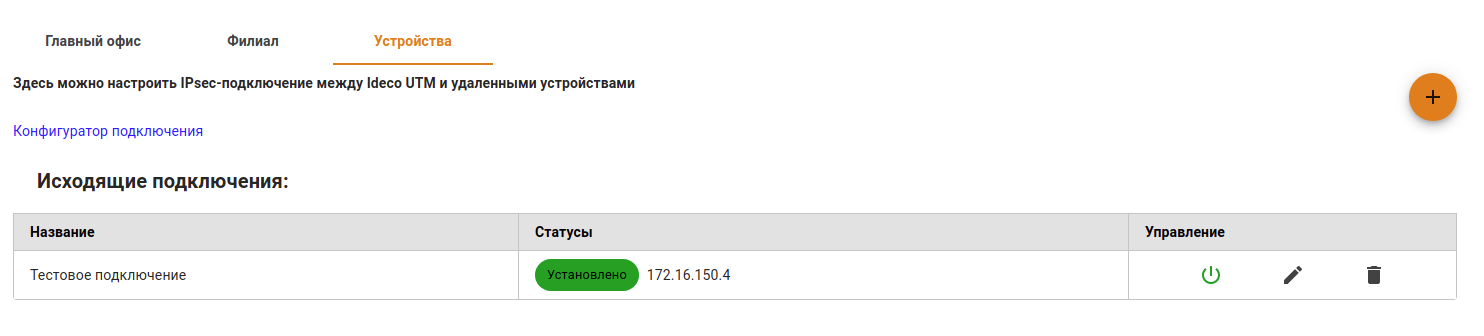 Главный офис Филиал Устройства
Здесь можно настроить IPsec-подключение между Ideco UTM и удаленными устройствами
Конфигуратор подключения
Исходящие подключения:
Название Статусы Управление
Тестовое подключение Установлено 172.16.150.4